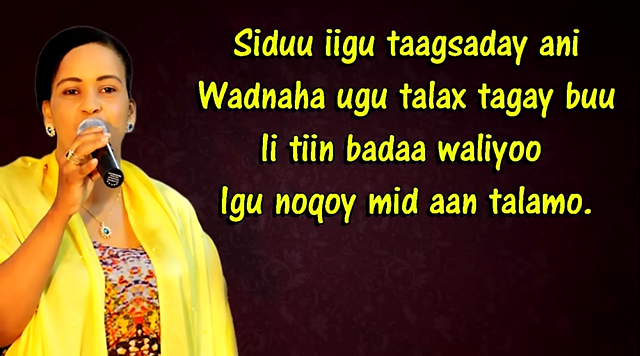 Siduu iigu taagsaday ani
Wadnaha ugu talax tagay buu
Ii tiin badaa waliyoo
Igu noqoy mid aan talamo.